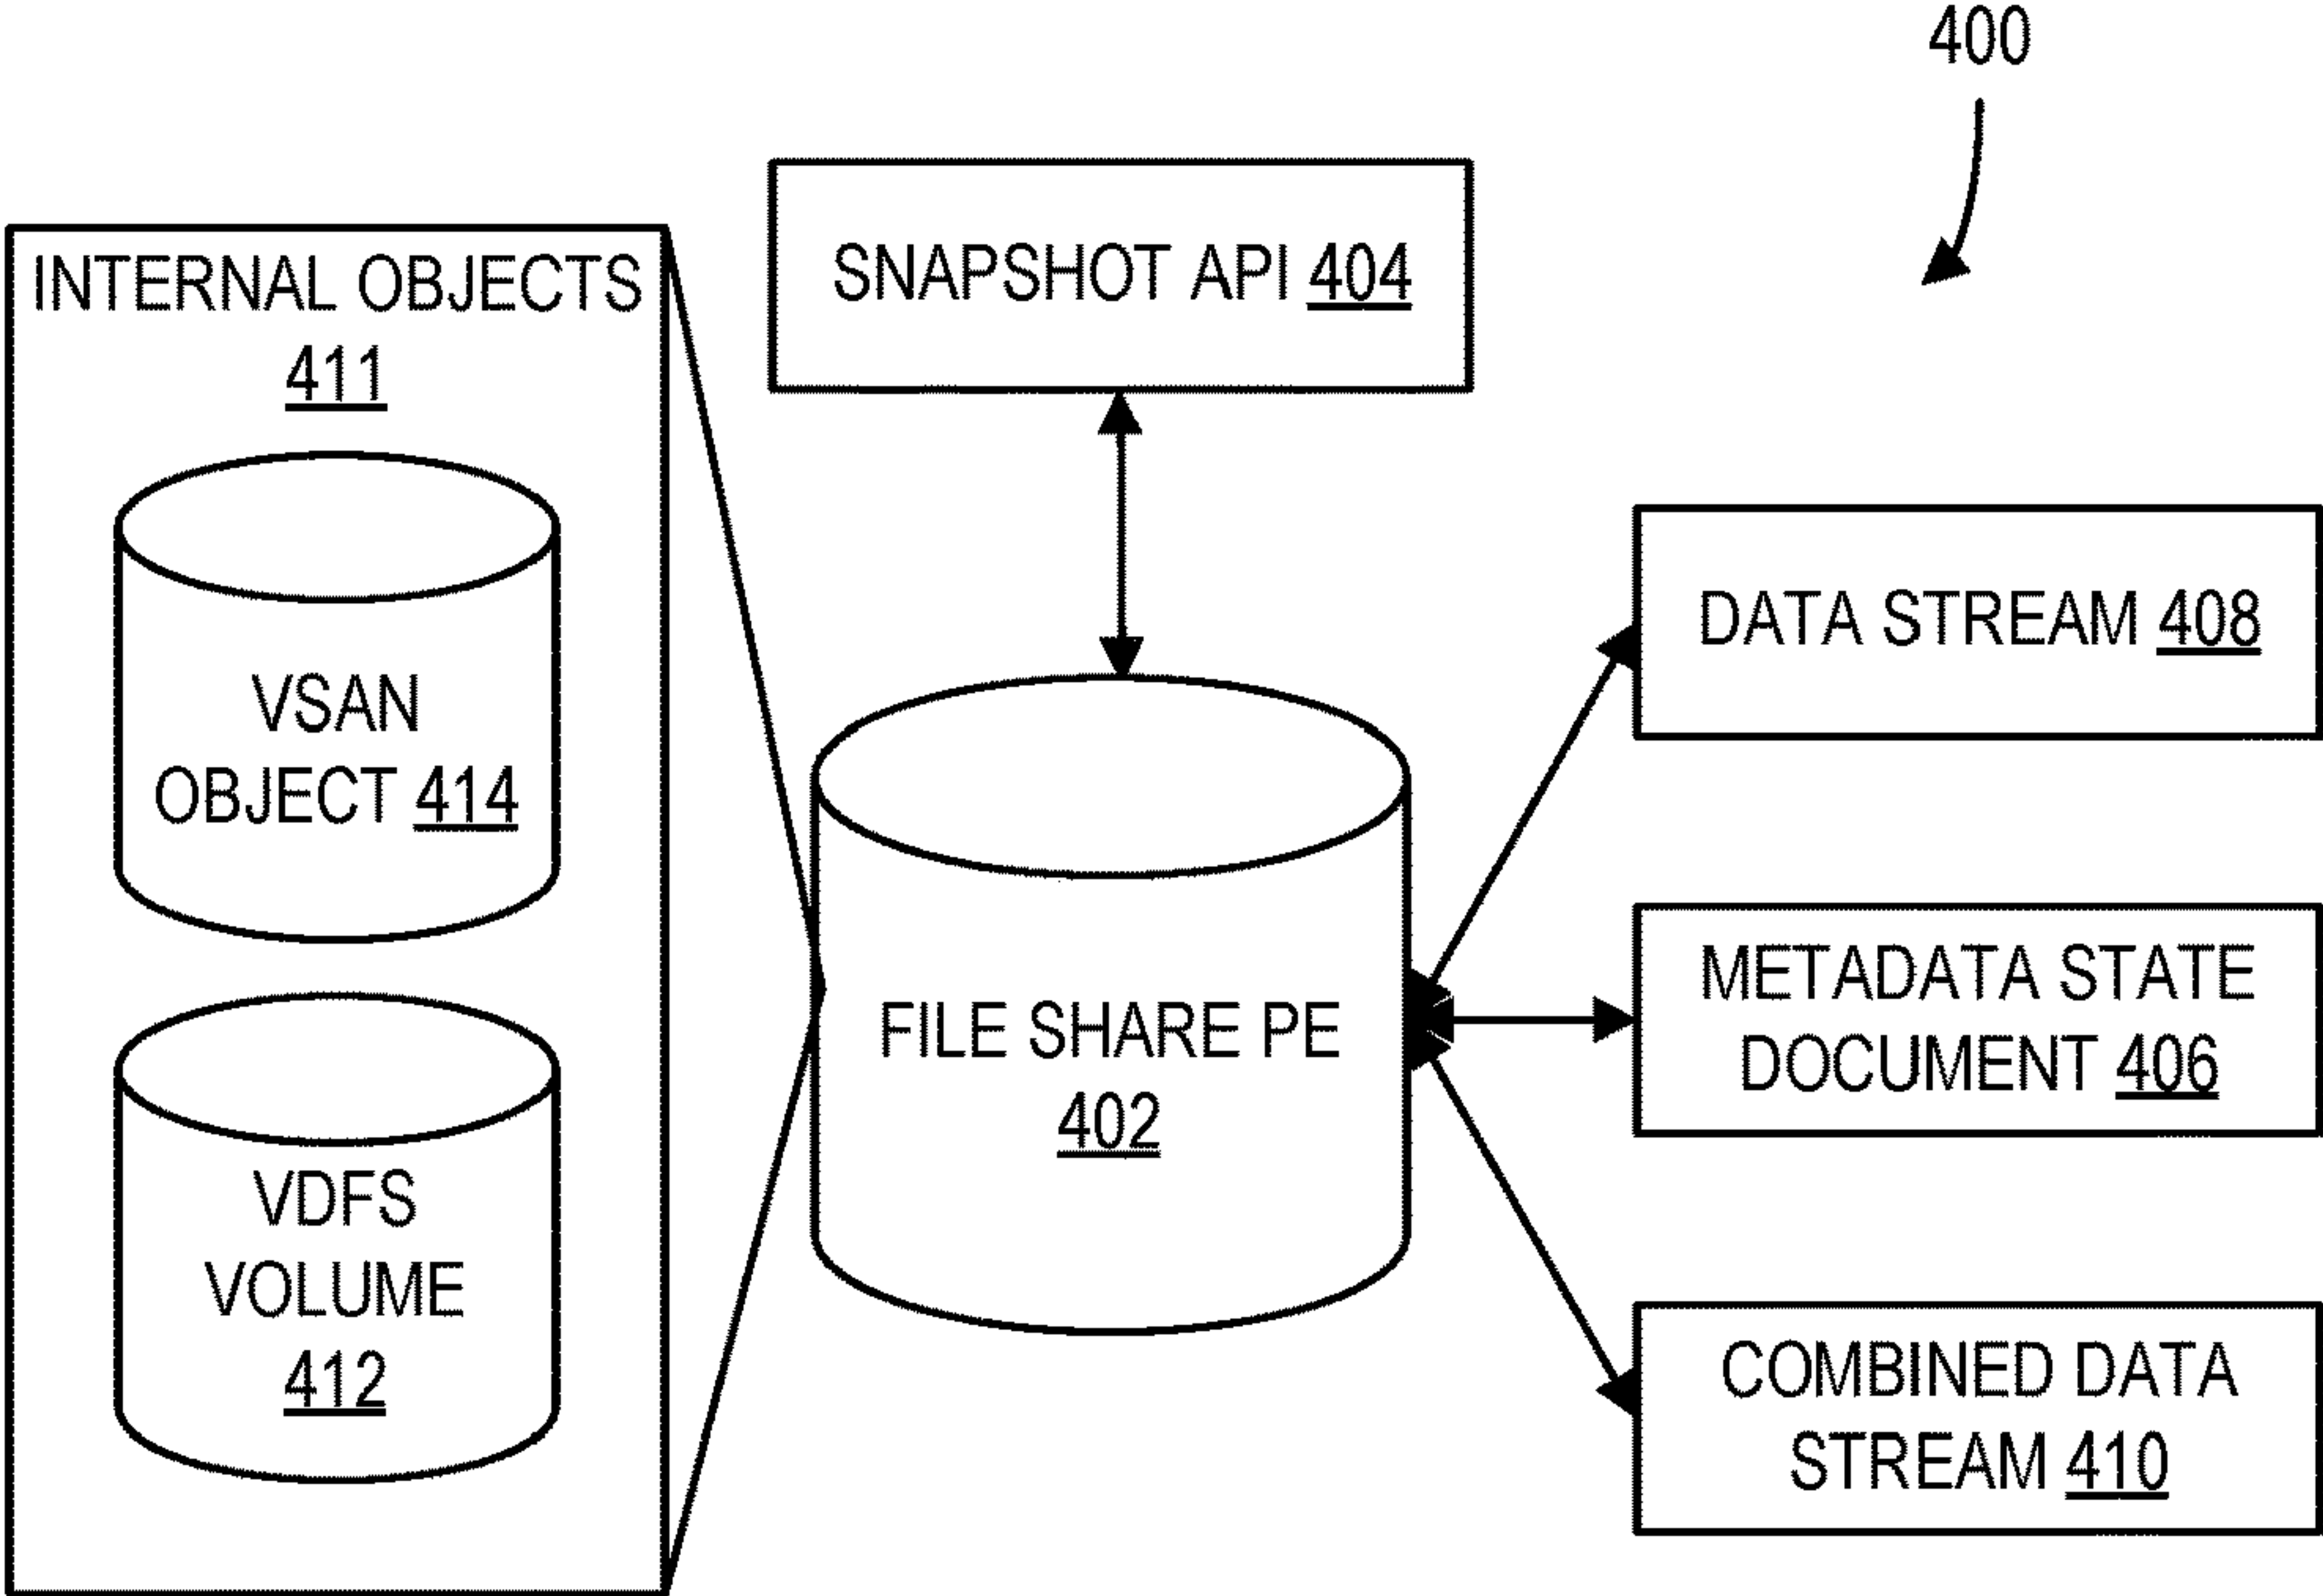 400
SNAPSHOT API 404
INTERNAL OBJECTS
411
VSAN
OBJECT 414
VDFS
VOLUME
412
FILE SHARE PE
402
DATA STREAM 408
METADATA STATE
DOCUMENT 406
COMBINED DATA
STREAM 410